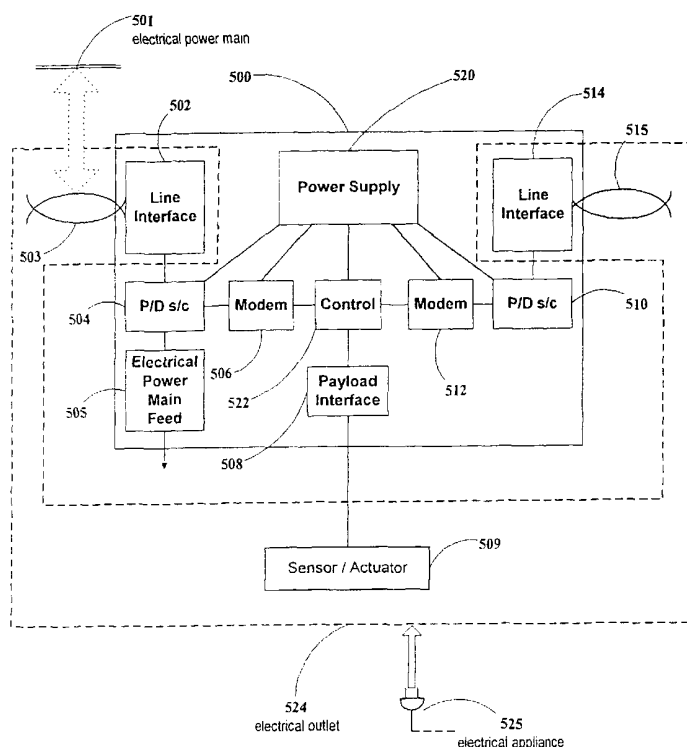 501
electrical power main
500
520
514
502
515
Line
Interface
Power Supply
Line
Interface
503
504
P/D s/c
Modem
Control
Modem
P/D s/c
510
506
512
505
Electrical
Power
Main
Feed
522
Payload
Interface
508
509
Sensor / Actuator
524
electrical outlet
525
electrical appliance